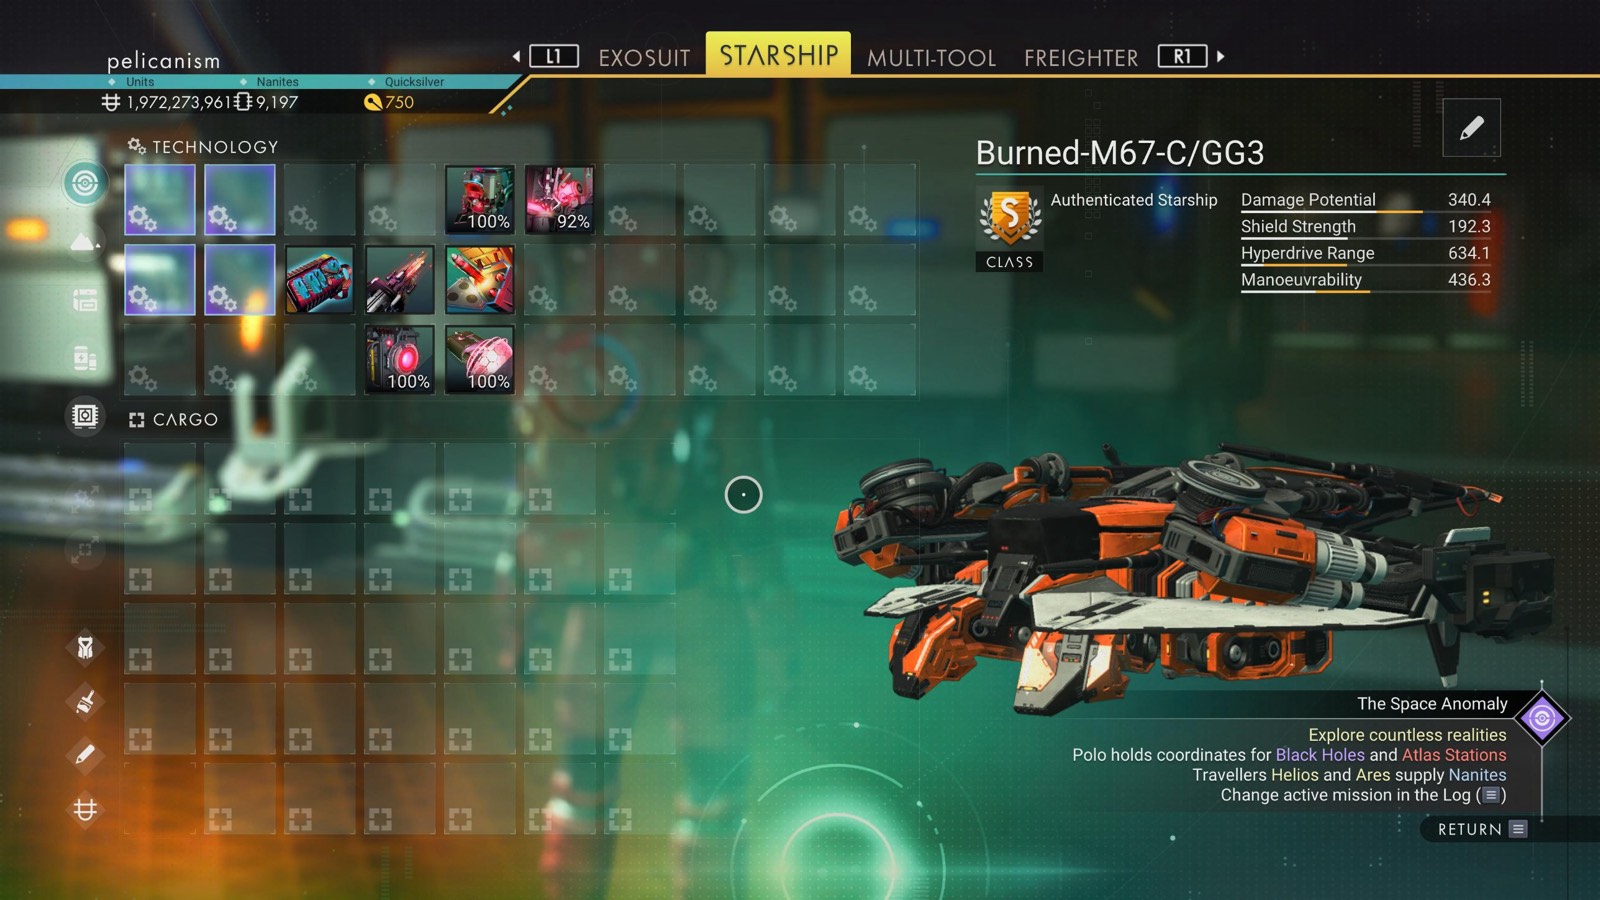 pelicanism
L1 EXOSUIT STARSHIP MULTI-TOOL FREIGHTER R1
Units Nanites Quicksilver
1,972,273,961 9,197 750
TECHNOLOGY
100% 92%
100% 100%
CARGO
Burned-M67-C/GG3
S
CLASS
Authenticated Starship
Damage Potential 340.4
Shield Strength 192.3
Hyperdrive Range 634.1
Manoeuvrability 436.3
The Space Anomaly
Explore countless realities
Polo holds coordinates for Black Holes and Atlas Stations
Travellers Helios and Ares supply Nanites
Change active mission in the Log ( )
RETURN